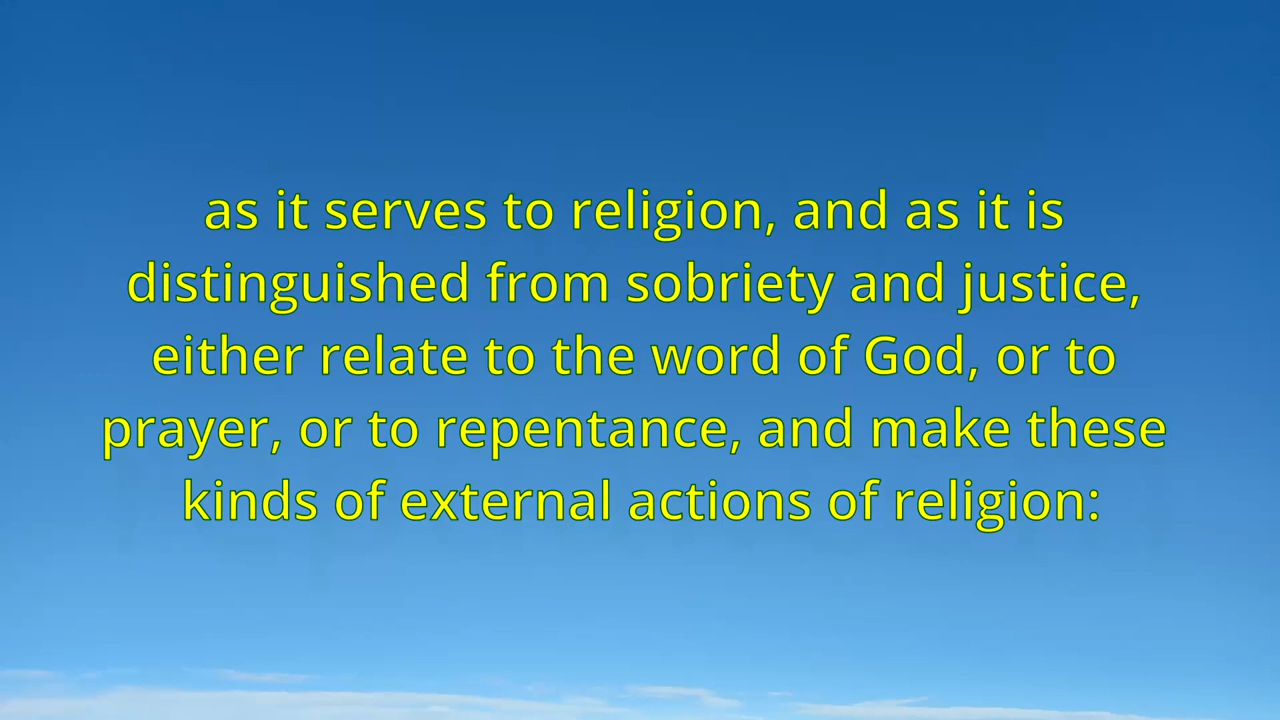 as it serves to religion, and as it is
distinguished from sobriety and justice,
either relate to the word of God, or to
prayer, or to repentance, and make these
kinds of external actions of religion: